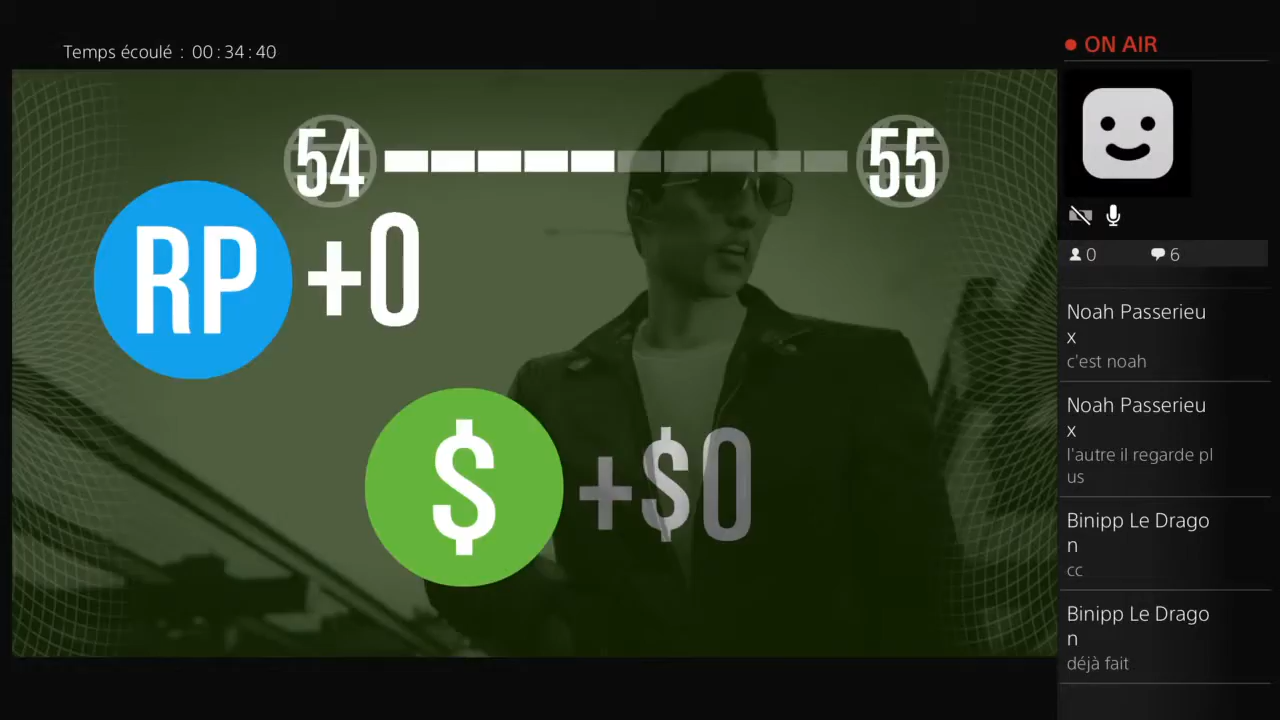 Temps écoulé : 00:34:40
ON AIR
54
55
RP +0
$ +$0
0
6
Noah Passerieu
x
c'est noah
Noah Passerieu
x
l'autre il regarde pl
us
Binipp Le Drago
n
cc
Binipp Le Drago
n
déjà fait